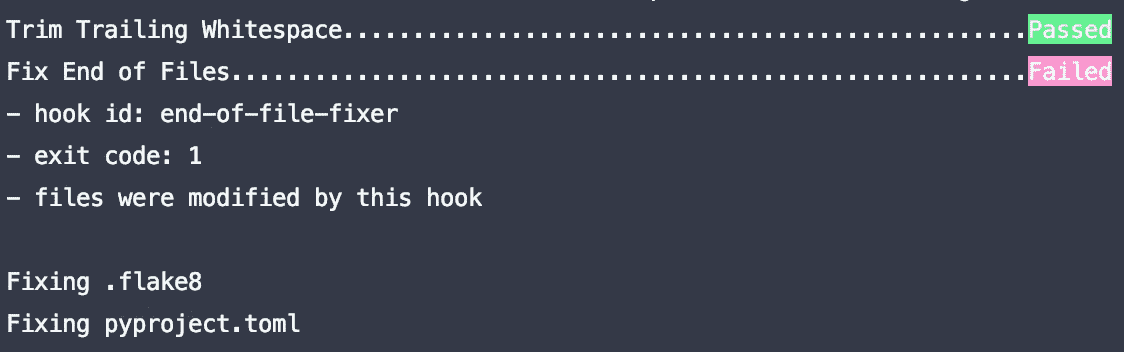 Trim Trailing Whitespace.................................................Passed
Fix End of Files.........................................................Failed
- hook id: end-of-file-fixer
- exit code: 1
- files were modified by this hook
Fixing .flake8
Fixing pyproject.toml